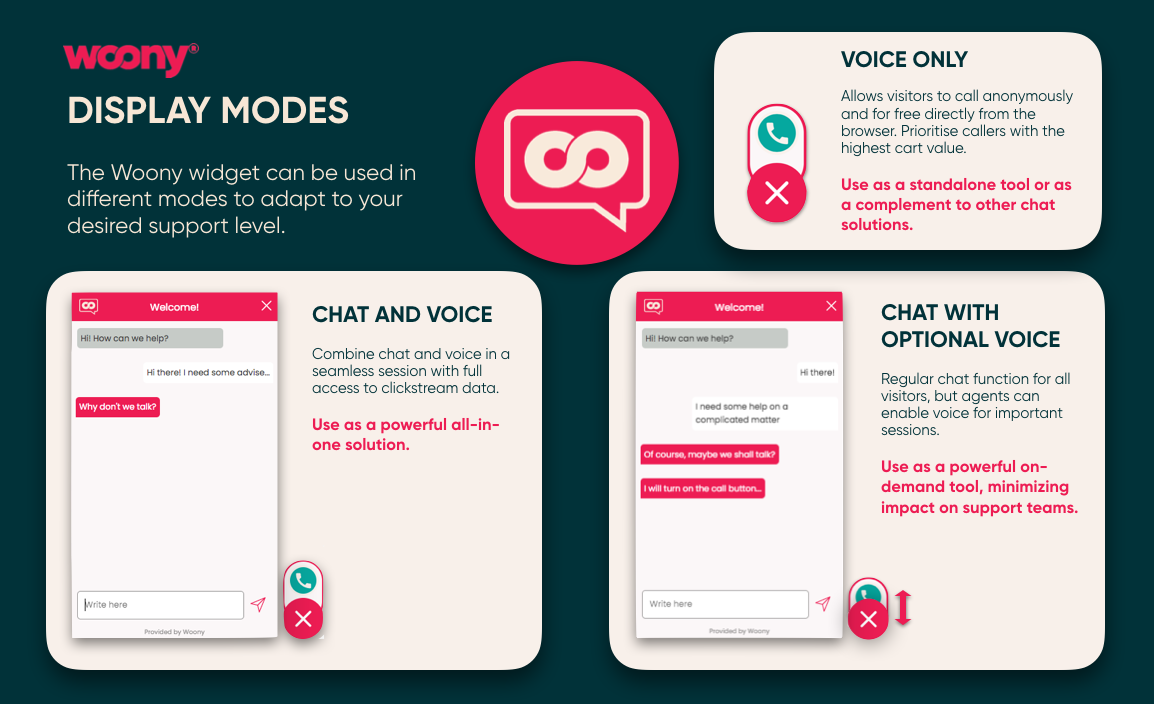 woony®
DISPLAY MODES
The Woony widget can be used in
different modes to adapt to your
desired support level.
VOICE ONLY
Allows visitors to call anonymously
and for free directly from the
browser. Prioritise callers with the
highest cart value.
Use as a standalone tool or as
a complement to other chat
solutions.
Welcome!
Hi! How can we help?
Hi there! I need some advise...
Why don't we talk?
Write here
Provided by Woony
CHAT AND VOICE
Combine chat and voice in a
seamless session with full
access to clickstream data.
Use as a powerful all-in-
one solution.
Welcome!
Hi! How can we help?
Hi there!
I need some help on a
complicated matter
Of course, maybe we shall talk?
I will turn on the call button...
Write here
Provided by Woony
CHAT WITH
OPTIONAL VOICE
Regular chat function for all
visitors, but agents can
enable voice for important
sessions.
Use as a powerful on-
demand tool, minimizing
impact on support teams.